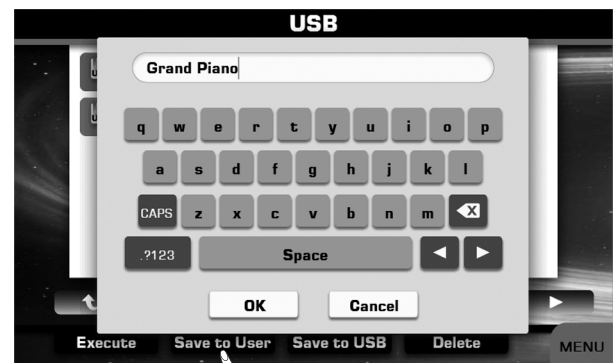 USB
Grand Piano
q w e r t y u i o p
a s d f g h j k l
CAPS z x c v b n m X
.?123 Space
OK Cancel
Execute Save to User Save to USB Delete MENU